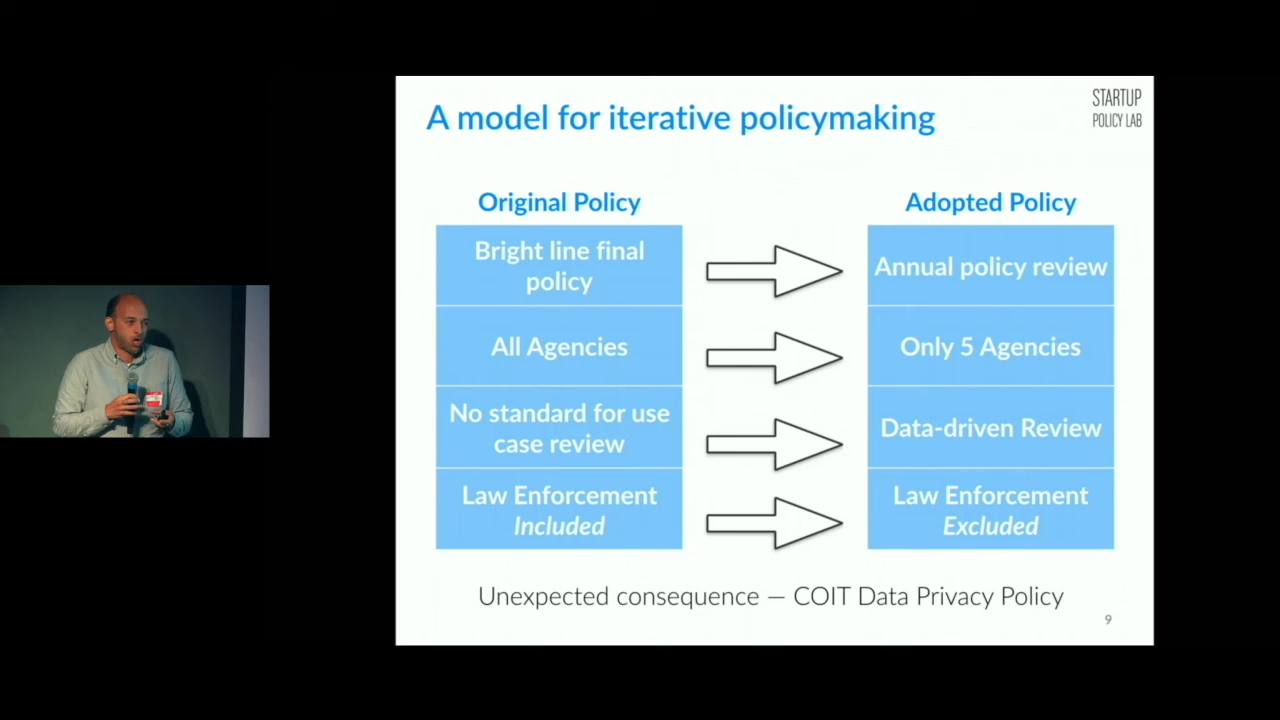 A model for iterative policymaking
STARTUP
POLICY LAB
Original Policy
Adopted Policy
Bright line final
policy
Annual policy review
All Agencies
Only 5 Agencies
No standard for use
case review
Data-driven Review
Law Enforcement
Included
Law Enforcement
Excluded
Unexpected consequence — COIT Data Privacy Policy
9